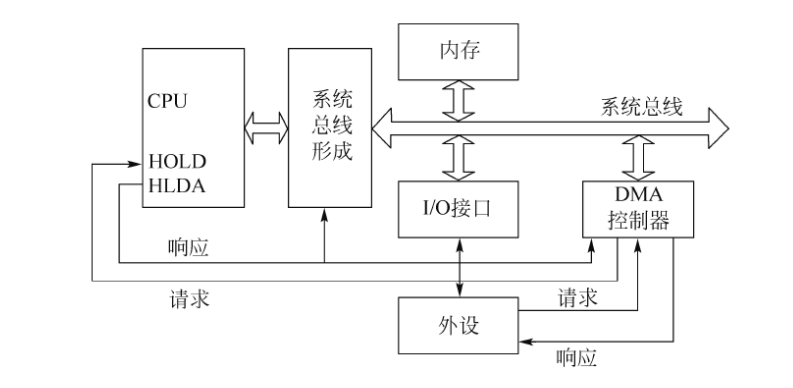 内存
CPU
系统
总线
形成
系统总线
HOLD
HLDA
I/O接口
DMA
控制器
响应
请求
请求
外设
响应